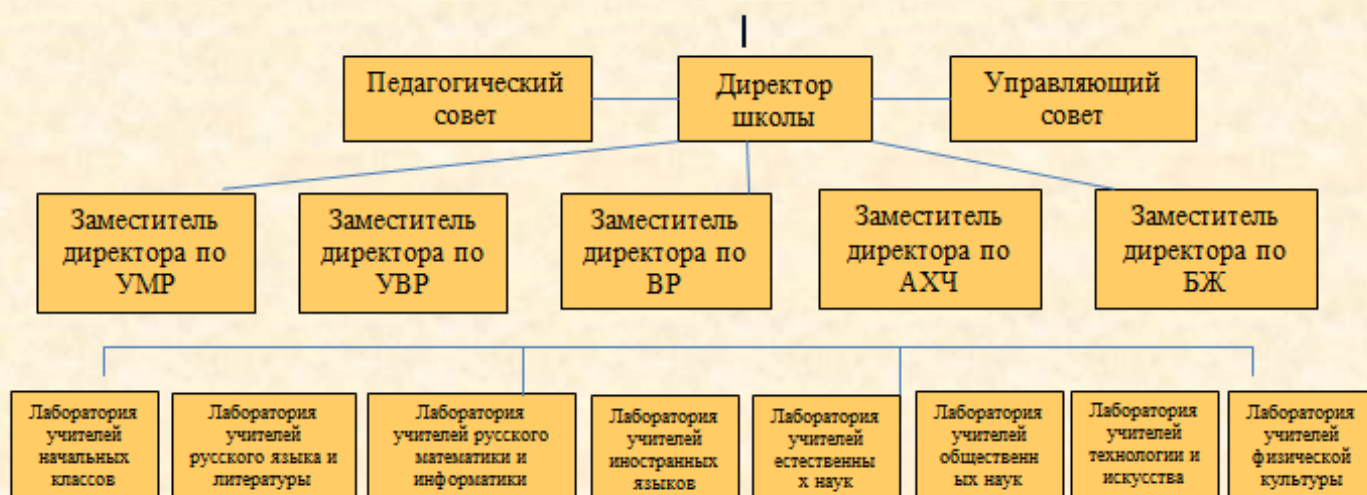 Педагогический
совет
Директор
школы
Управляющий
совет
Заместитель
директора по
УМР
Заместитель
директора по
УВР
Заместитель
директора по
ВР
Заместитель
директора по
АХЧ
Заместитель
директора по
БЖ
Лаборатория
учителей
начальных
классов
Лаборатория
учителей
русского языка и
литературы
Лаборатория
учителей русского
математики и
информатики
Лаборатория
учителей
иностранных
языков
Лаборатория
учителей
естественны
х наук
Лаборатория
учителей
общественн
ых наук
Лаборатория
учителей
технологии и
искусства
Лаборатория
учителей
физической
культуры